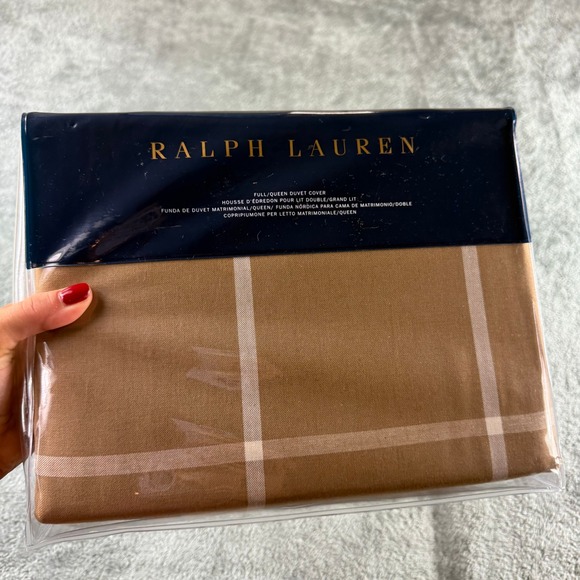 RALPH LAUREN
FULL/QUEEN DUVET COVER
HOUSSE D'ÉDREDON POUR LIT DOUBLE/GRAND LIT
FUNDA DE DUVET MATRIMONIAL/QUEEN/ FUNDA NÓRDICA PARA CAMA DE MATRIMONIO/DOBLE
COPRIPIUMONE PER LETTO MATRIMONIALE/QUEEN